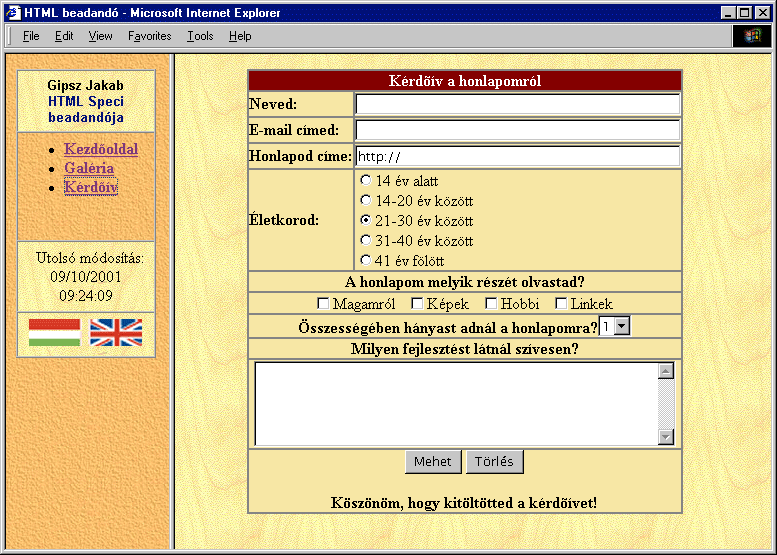 HTML beadandó - Microsoft Internet Explorer
File Edit View Favorites Tools Help
Gipsz Jakab
HTML Speci
beadandója
Kezdőoldal
Galéria
Kérdőív
Utolsó módosítás:
09/10/2001
09:24:09
Kérdőív a honlapomról
Neved:
E-mail címed:
Honlapod címe: http://
Életkorod:
14 év alatt
14-20 év között
21-30 év között
31-40 év között
41 év fölött
A honlapom melyik részét olvastad?
Magamról Képek Hobbi Linkek
Összességében hányast adnál a honlapomra? 1
Milyen fejlesztést látnál szívesen?
Mehet Törlés
Köszönöm, hogy kitöltötted a kérdőívet!